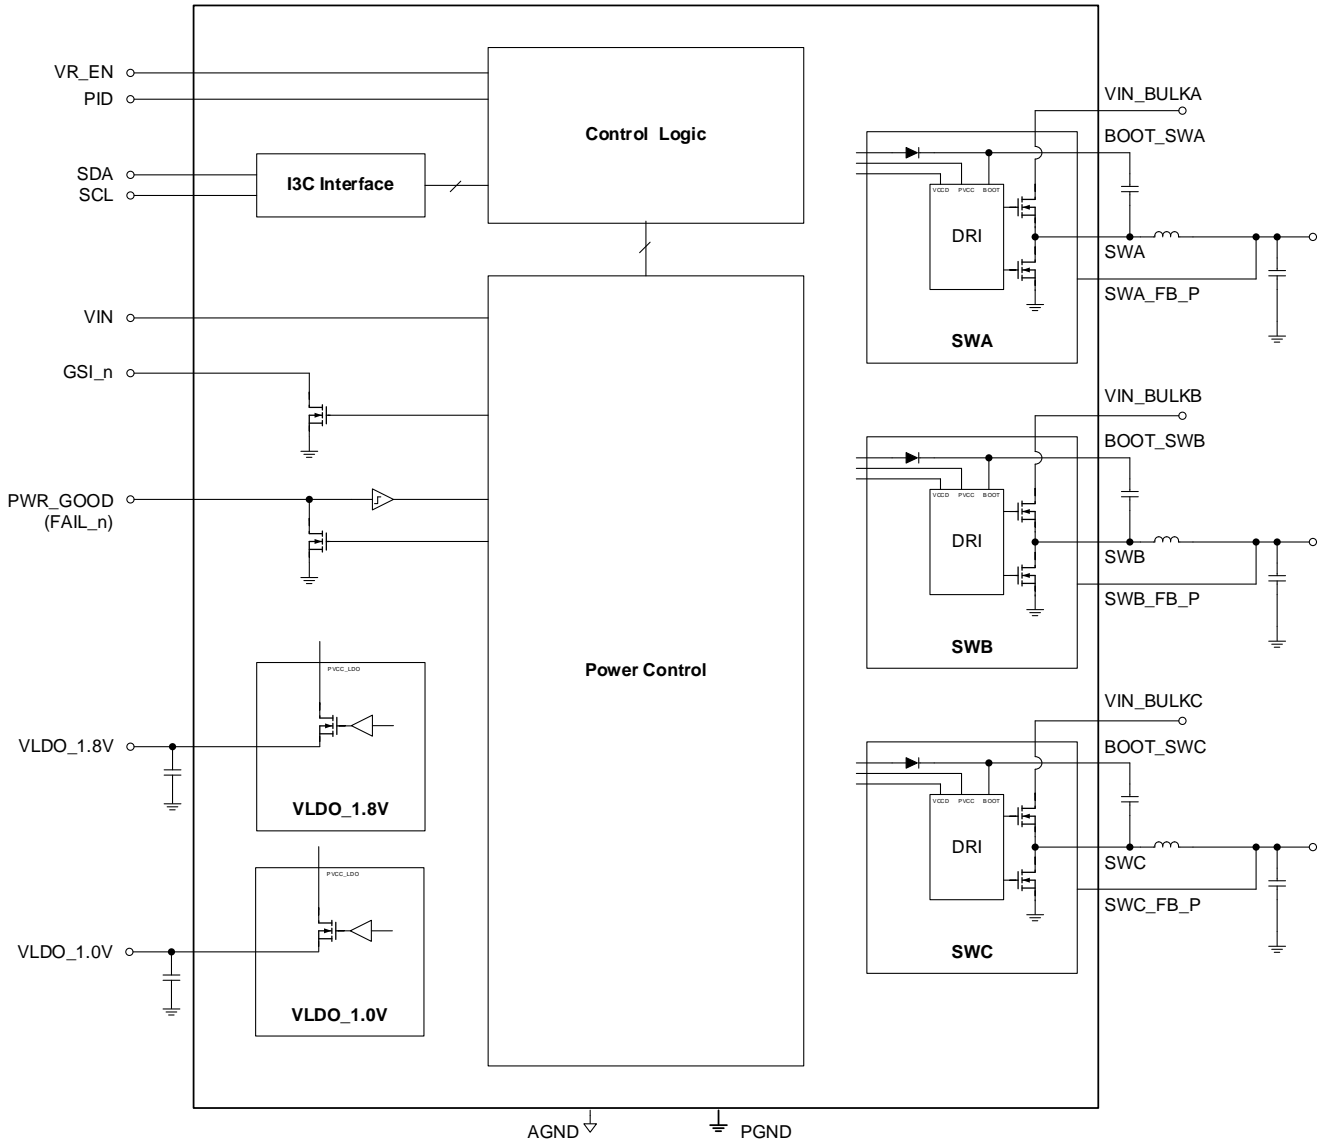 VR_EN
PID
Control Logic
SDA
SCL
I3C Interface
VIN
GSI_n
PWR_GOOD
(FAIL_n)
Power Control
PVCC_LDO
VLDO_1.8V
VLDO_1.8V
PVCC_LDO
VLDO_1.0V
VLDO_1.0V
VIN_BULKA
BOOT_SWA
VCCD PVCC BOOT
DRI
SWA
SWA_FB_P
SWA
VIN_BULKB
BOOT_SWB
VCCD PVCC BOOT
DRI
SWB
SWB_FB_P
SWB
VIN_BULKC
BOOT_SWC
VCCD PVCC BOOT
DRI
SWC
SWC_FB_P
SWC
AGND
PGND